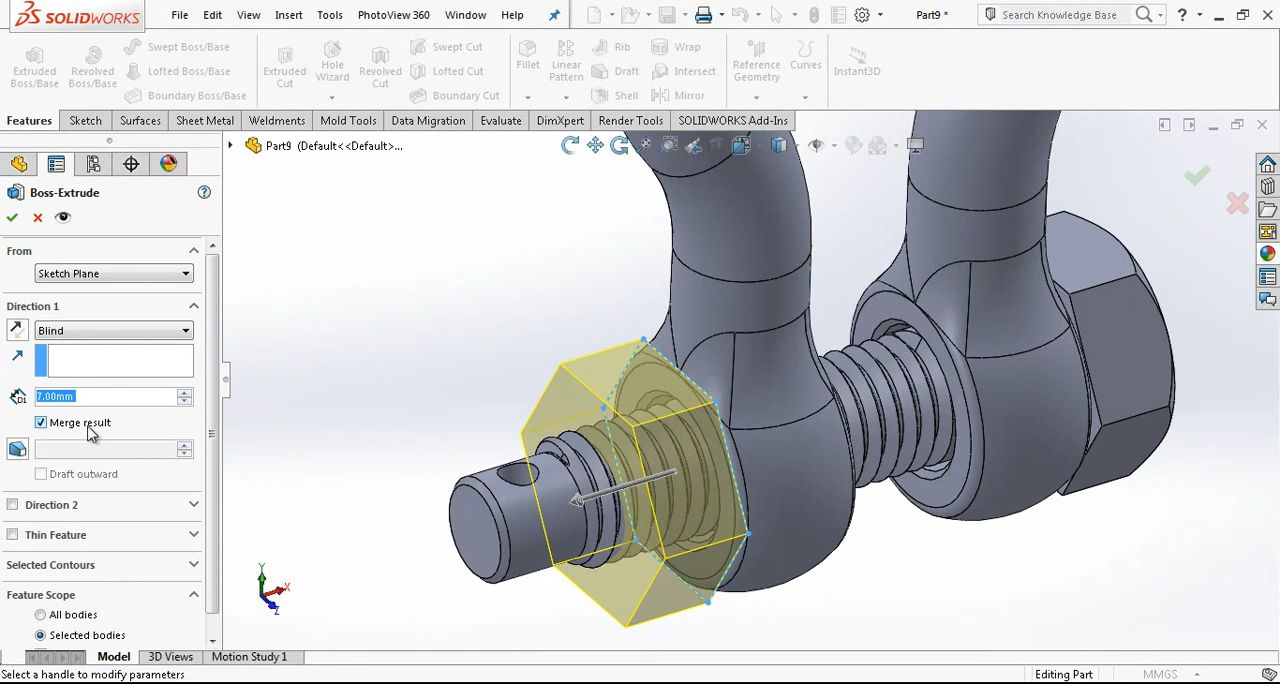 SOLIDWORKS
File Edit View Insert Tools PhotoView 360 Window Help
Part9 *
Search Knowledge Base
?
Extruded Boss/Base
Revolved Boss/Base
Swept Boss/Base
Lofted Boss/Base
Boundary Boss/Base
Extruded Cut
Hole Wizard
Revolved Cut
Swept Cut
Lofted Cut
Boundary Cut
Fillet
Linear Pattern
Rib
Draft
Shell
Wrap
Intersect
Mirror
Reference Geometry
Curves
Instant3D
Features Sketch Surfaces Sheet Metal Weldments Mold Tools Data Migration Evaluate DimXpert Render Tools SOLIDWORKS Add-Ins
Part9 (Default<<Default>...
Boss-Extrude
?
From
Sketch Plane
Direction 1
Blind
D1
7.00mm
Merge result
Draft outward
Direction 2
Thin Feature
Selected Contours
Feature Scope
All bodies
Selected bodies
Y
X
Z
Model 3D Views Motion Study 1
Select a handle to modify parameters
Editing Part
MMGS